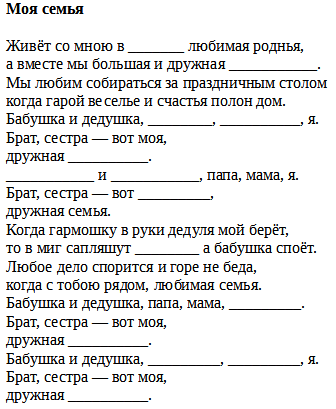 Моя семья
Живёт со мною в _______ любимая роднья,
а вместе мы большая и дружная ___________.
Мы любим собираться за праздничным столом
когда гарой веселье и счастья полон дом.
Бабушка и дедушка, ________, __________, я.
Брат, сестра — вот моя,
дружная __________.
___________ и ___________, папа, мама, я.
Брат, сестра — вот _________,
дружная семья.
Когда гармошку в руки дедуля мой берёт,
то в миг сапляшут ________ а бабушка споёт.
Любое дело спорится и горе не беда,
когда с тобою рядом, любимая семья.
Бабушка и дедушка, папа, мама, _________.
Брат, сестра — вот моя,
дружная __________.
Бабушка и дедушка, _________, _________, я.
Брат, сестра — вот моя,
дружная __________.